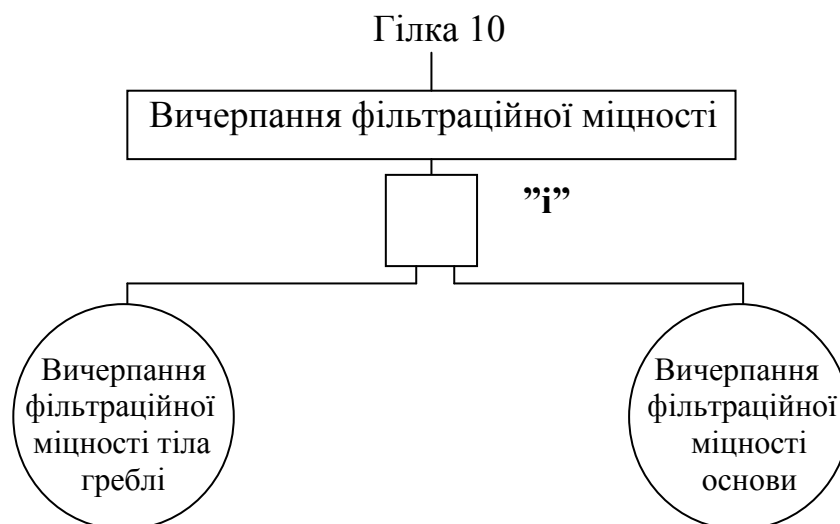 Гілка 10
Вичерпання фільтраційної міцності
”і”
Вичерпання
фільтраційної
міцності тіла
греблі
Вичерпання
фільтраційної
міцності
основи